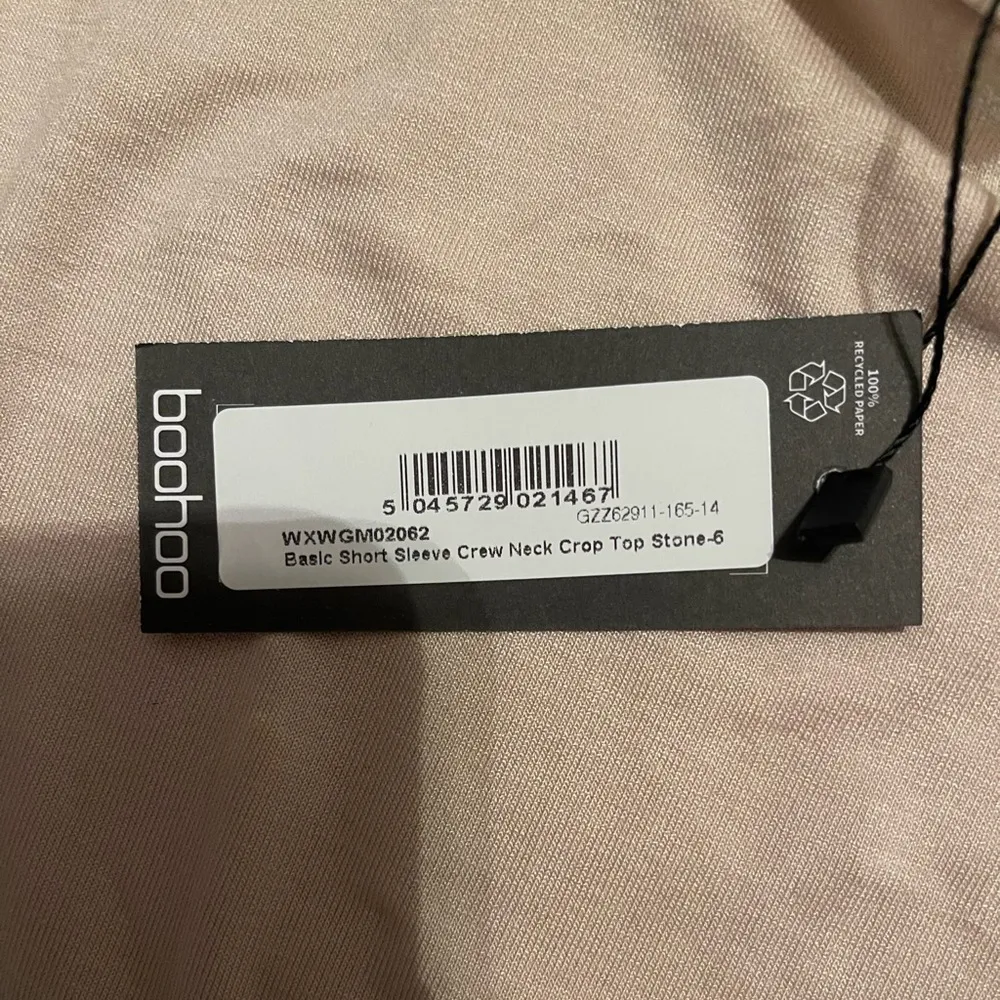 boohoo
5 045729 021467
GZZ62911-165-14
WXWGM02062
Basic Short Sleeve Crew Neck Crop Top Stone-6
100%
RECYCLED PAPER